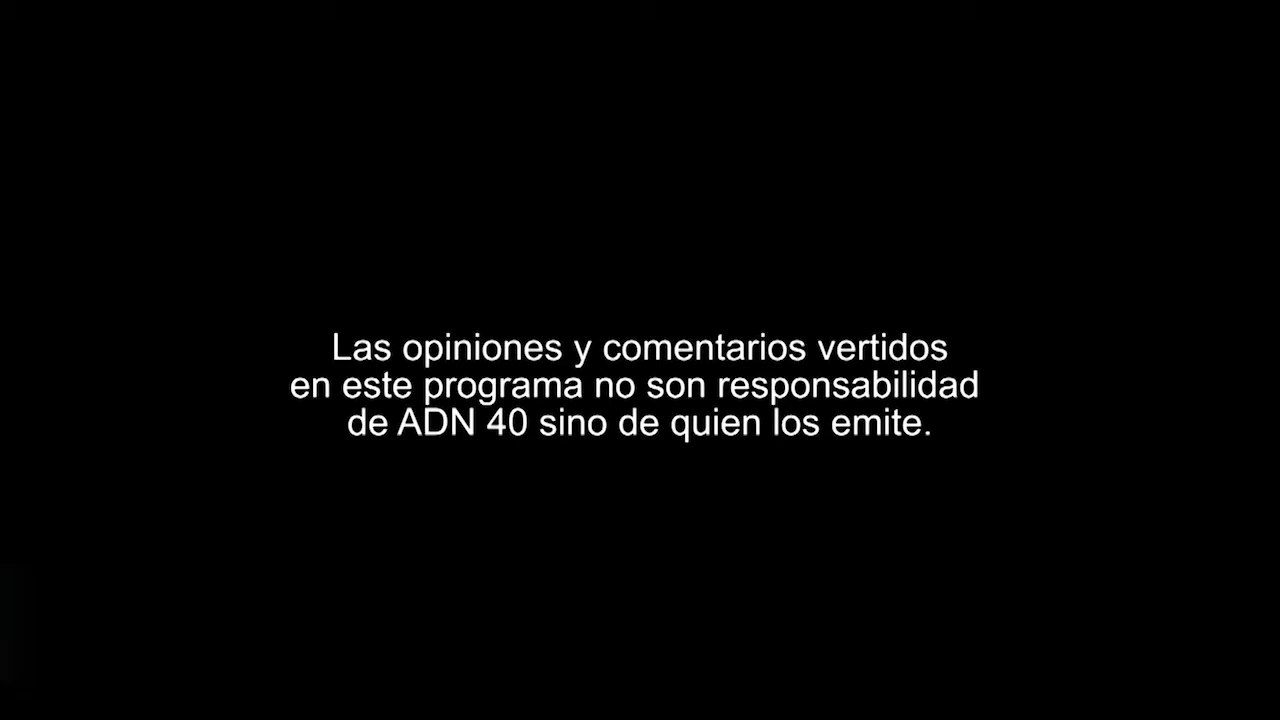 Las opiniones y comentarios vertidos
en este programa no son responsabilidad
de ADN 40 sino de quien los emite.